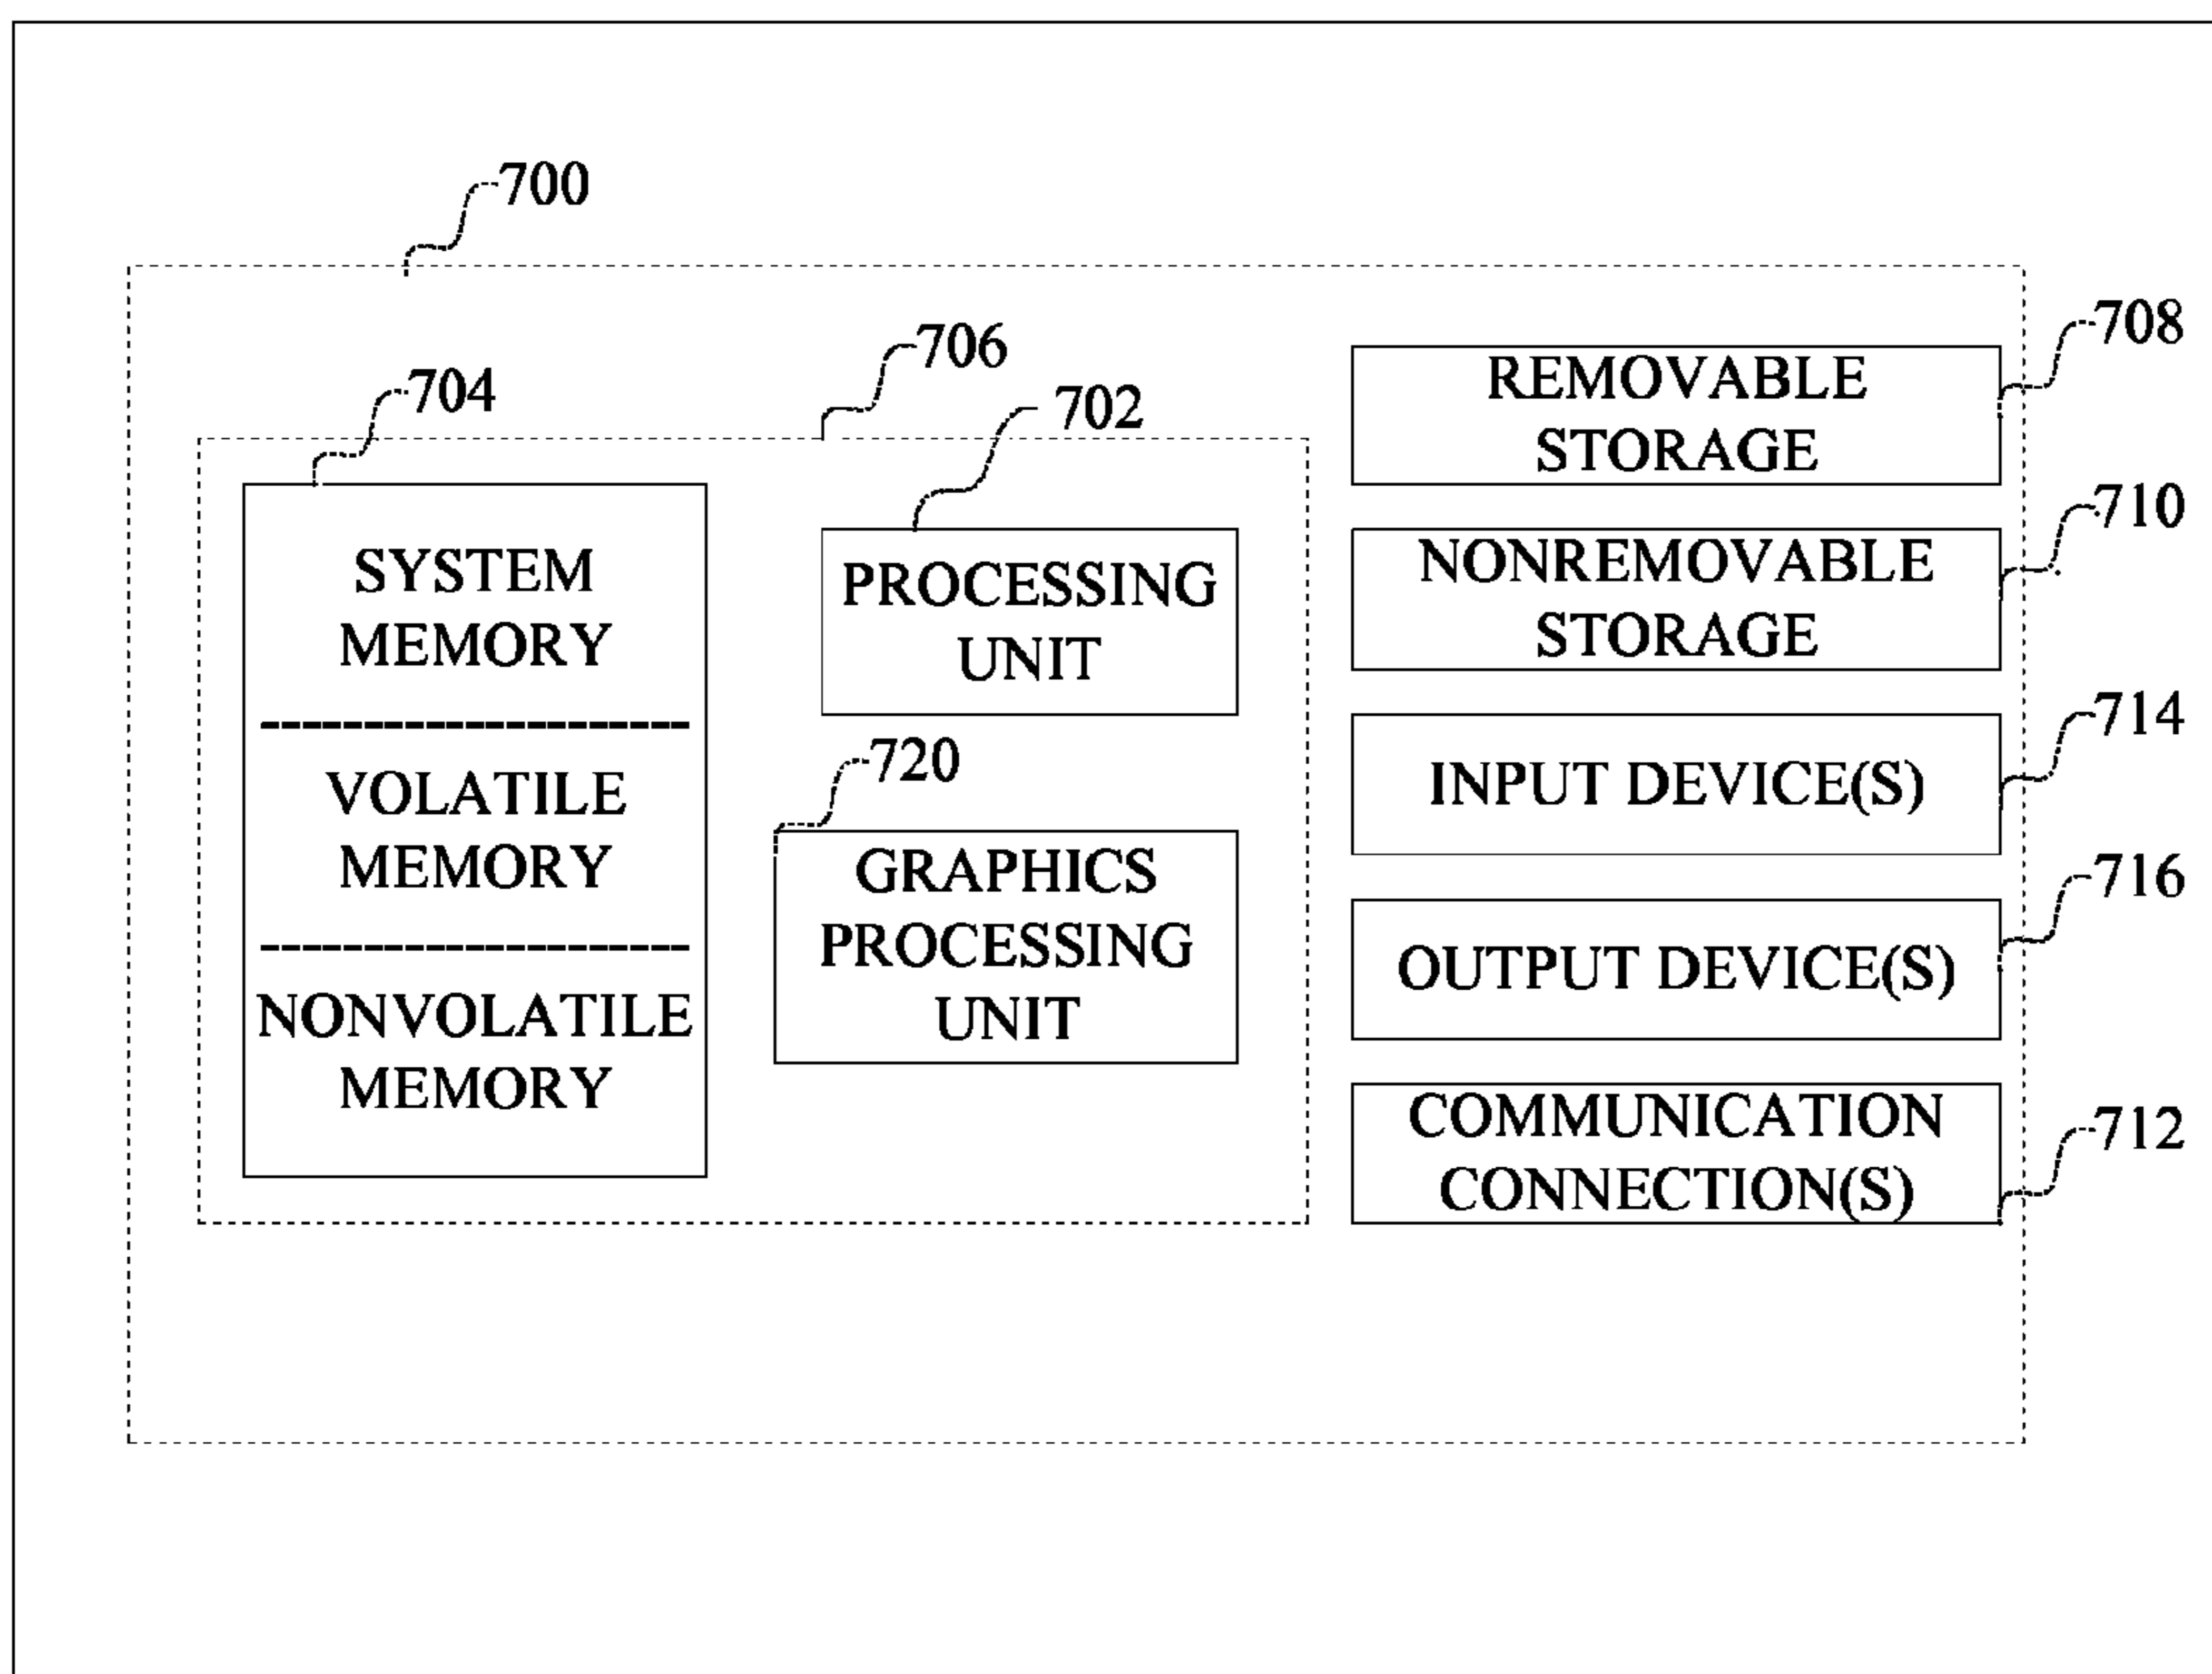 700
706
704
702
SYSTEM
MEMORY
VOLATILE
MEMORY
NONVOLATILE
MEMORY
PROCESSING
UNIT
720
GRAPHICS
PROCESSING
UNIT
708
REMOVABLE
STORAGE
710
NONREMOVABLE
STORAGE
714
INPUT DEVICE(S)
716
OUTPUT DEVICE(S)
712
COMMUNICATION
CONNECTION(S)